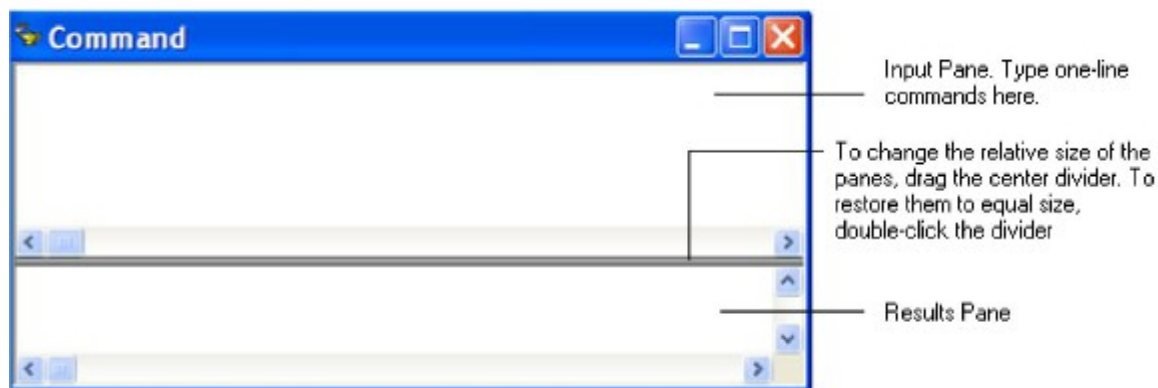 Command
Input Pane. Type one-line
commands here.
To change the relative size of the
panes, drag the center divider. To
restore them to equal size,
double-click the divider
Results Pane